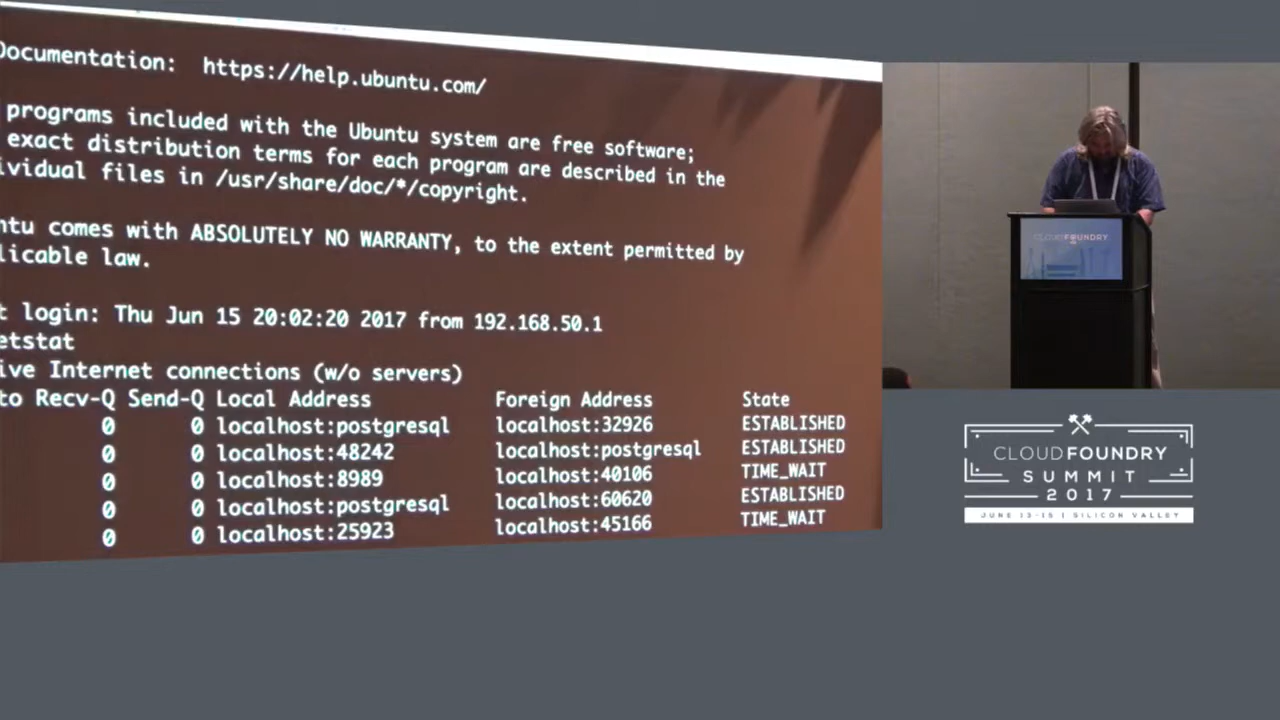 Documentation:  https://help.ubuntu.com/
programs included with the Ubuntu system are free software;
exact distribution terms for each program are described in the
ividual files in /usr/share/doc/*/copyright.
ntu comes with ABSOLUTELY NO WARRANTY, to the extent permitted by
licable law.
t login: Thu Jun 15 20:02:20 2017 from 192.168.50.1
etstat
ive Internet connections (w/o servers)
to Recv-Q Send-Q Local Address Foreign Address State
0 0 localhost:postgresql localhost:32926 ESTABLISHED
0 0 localhost:48242 localhost:postgresql ESTABLISHED
0 0 localhost:8989 localhost:40106 TIME_WAIT
0 0 localhost:postgresql localhost:60620 ESTABLISHED
0 0 localhost:25923 localhost:45166 TIME_WAIT
CLOUDFOUNDRY
CLOUDFOUNDRY
SUMMIT
2017
JUNE 13-15 | SILICON VALLEY